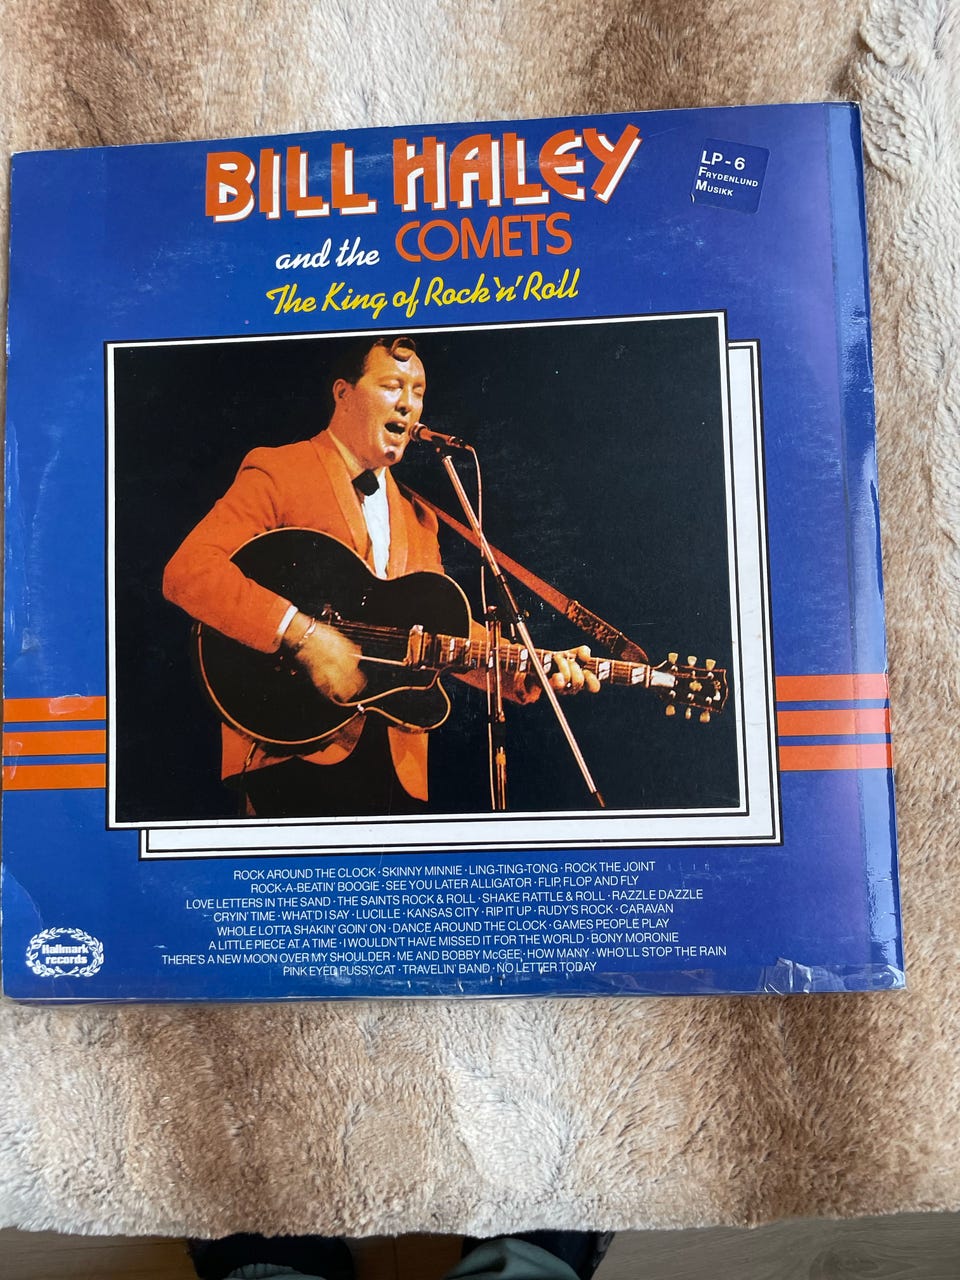 BILL HALEY
and the COMETS
The King of Rock 'n' Roll
LP-6
FRYDENLUND
MUSIKK
ROCK AROUND THE CLOCK · SKINNY MINNIE · LING-TING-TONG · ROCK THE JOINT
ROCK-A-BEATIN' BOOGIE · SEE YOU LATER ALLIGATOR · FLIP, FLOP AND FLY
LOVE LETTERS IN THE SAND · THE SAINTS ROCK & ROLL · SHAKE RATTLE & ROLL · RAZZLE DAZZLE
CRYIN' TIME · WHAT'D I SAY · LUCILLE · KANSAS CITY · RIP IT UP · RUDY'S ROCK · CARAVAN
WHOLE LOTTA SHAKIN' GOIN' ON · DANCE AROUND THE CLOCK · GAMES PEOPLE PLAY
A LITTLE PIECE AT A TIME · I WOULDN'T HAVE MISSED IT FOR THE WORLD · BONY MORONIE
THERE'S A NEW MOON OVER MY SHOULDER · ME AND BOBBY McGEE · HOW MANY · WHO'LL STOP THE RAIN
PINK EYED PUSSYCAT · TRAVELIN' BAND · NO LETTER TODAY
Hallmark
records